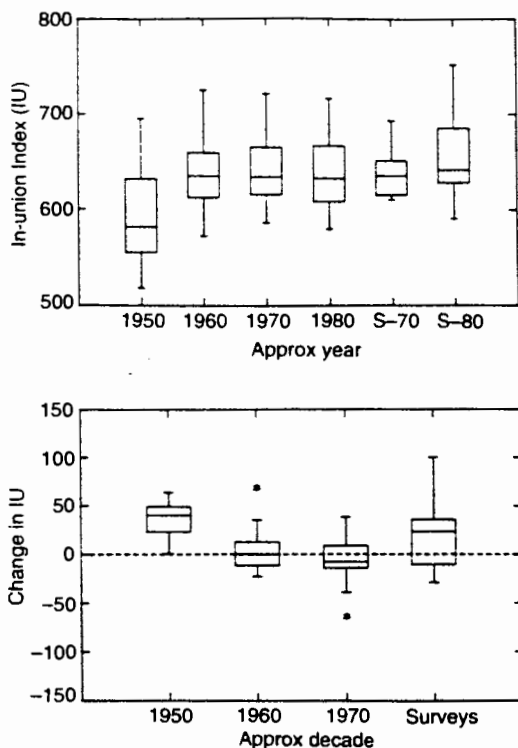 800
700
600
500
In-union Index (IU)
1950 1960 1970 1980 S–70 S–80
Approx year
150
100
50
0
–50
–100
–150
Change in IU
1950 1960 1970 Surveys
Approx decade